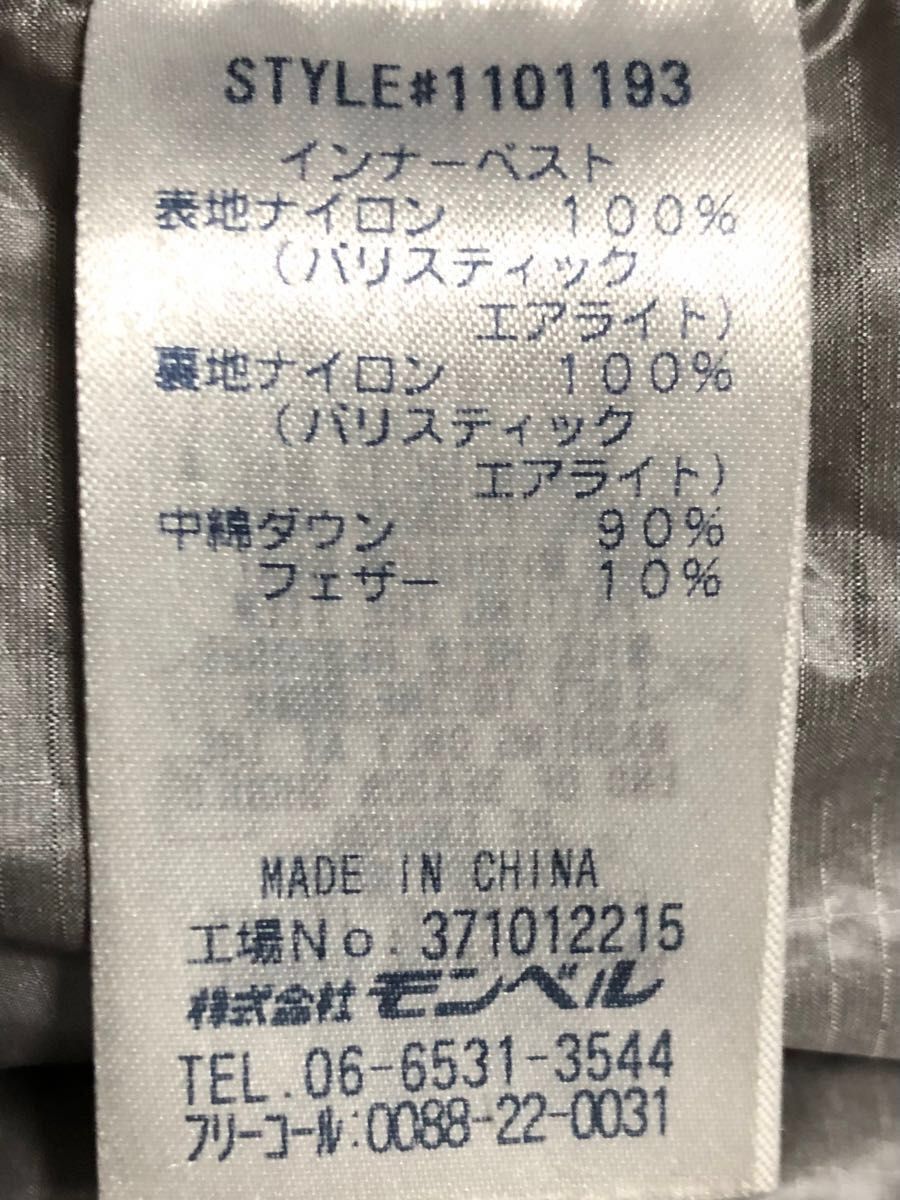 STYLE#1101193
インナーベスト
表地ナイロン 100%
(バリスティック
エアライト)
裏地ナイロン 100%
(バリスティック
エアライト)
中綿ダウン 90%
フェザー 10%
MADE IN CHINA
工場No. 371012215
株式会社 モンベル
TEL.06-6531-3544
フリーコール:0088-22-0031